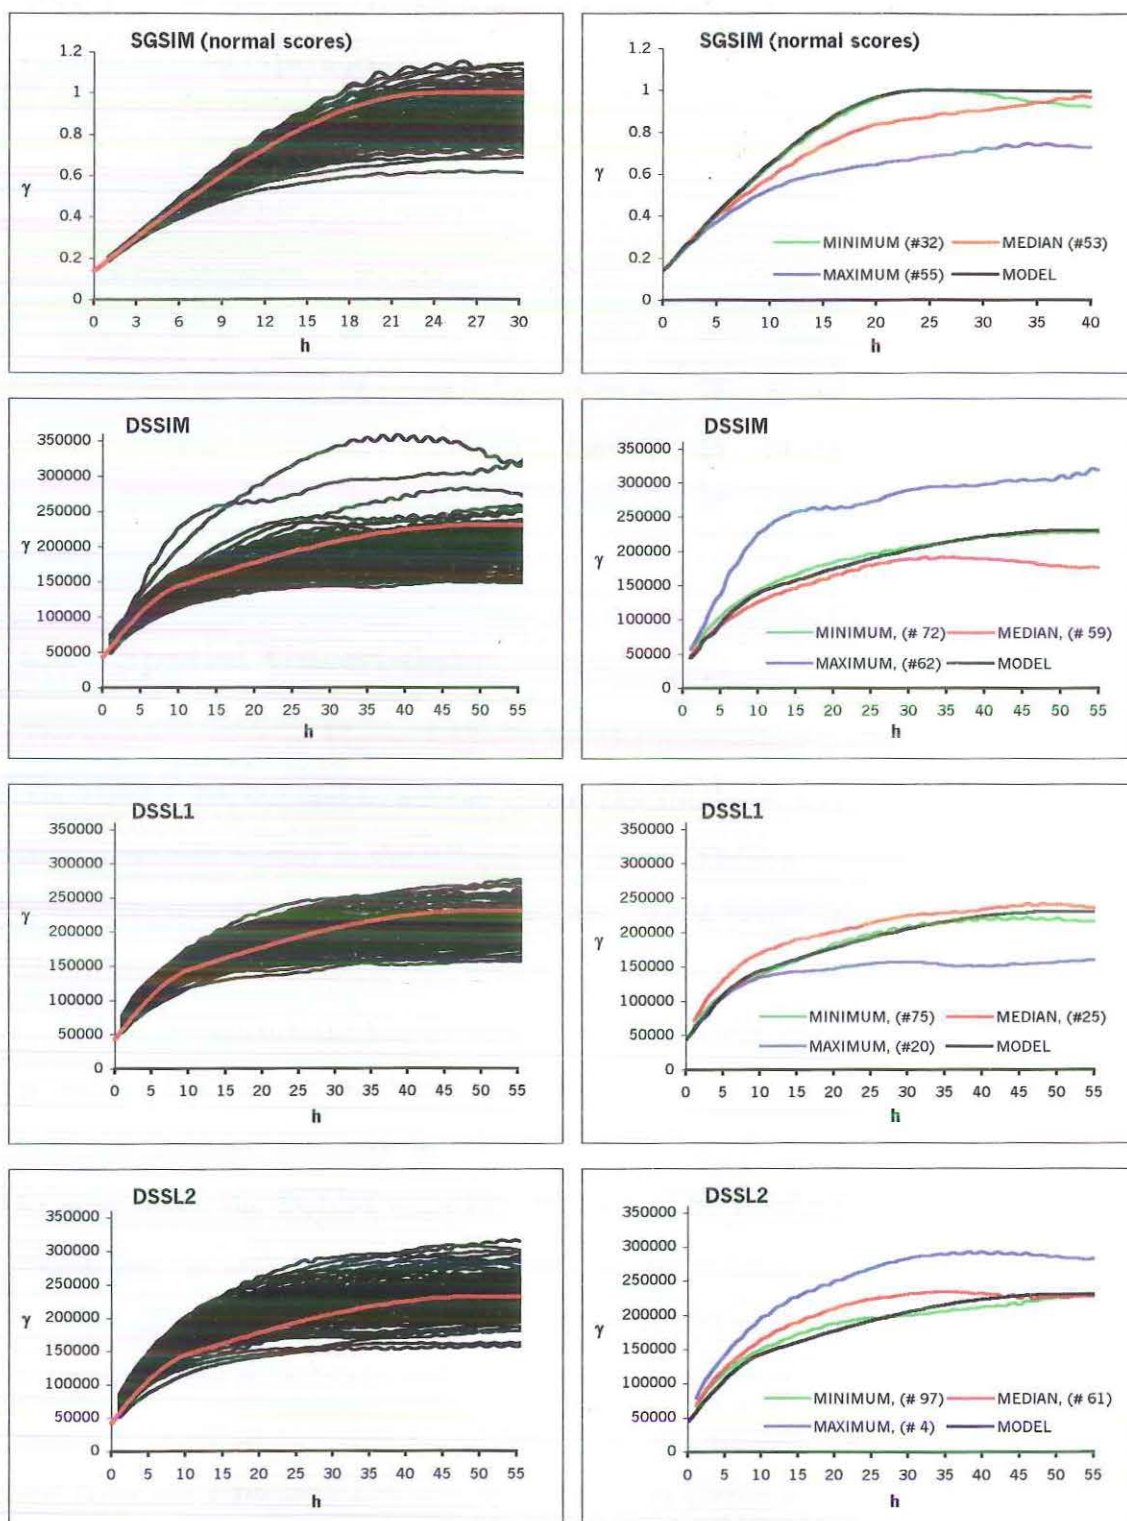 SGSIM (normal scores)
1.2
1
0.8
γ 0.6
0.4
0.2
0
0 3 6 9 12 15 18 21 24 27 30
h
SGSIM (normal scores)
1.2
1
0.8
γ 0.6
0.4
0.2
0
MINIMUM (#32) MEDIAN (#53)
MAXIMUM (#55) MODEL
0 5 10 15 20 25 30 35 40
h
DSSIM
350000
300000
250000
γ 200000
150000
100000
50000
0
0 5 10 15 20 25 30 35 40 45 50 55
h
DSSIM
350000
300000
250000
γ 200000
150000
100000
50000
0
MINIMUM, (# 72) MEDIAN, (# 59)
MAXIMUM, (#62) MODEL
0 5 10 15 20 25 30 35 40 45 50 55
h
DSSL1
350000
300000
250000
γ 200000
150000
100000
50000
0
0 5 10 15 20 25 30 35 40 45 50 55
h
DSSL1
350000
300000
250000
γ 200000
150000
100000
50000
0
MINIMUM, (#75) MEDIAN, (#25)
MAXIMUM, (#20) MODEL
0 5 10 15 20 25 30 35 40 45 50 55
h
DSSL2
350000
300000
250000
γ 200000
150000
100000
50000
0
0 5 10 15 20 25 30 35 40 45 50 55
h
DSSL2
350000
300000
250000
γ 200000
150000
100000
50000
0
MINIMUM, (# 97) MEDIAN, (# 61)
MAXIMUM, (# 4) MODEL
0 5 10 15 20 25 30 35 40 45 50 55
h